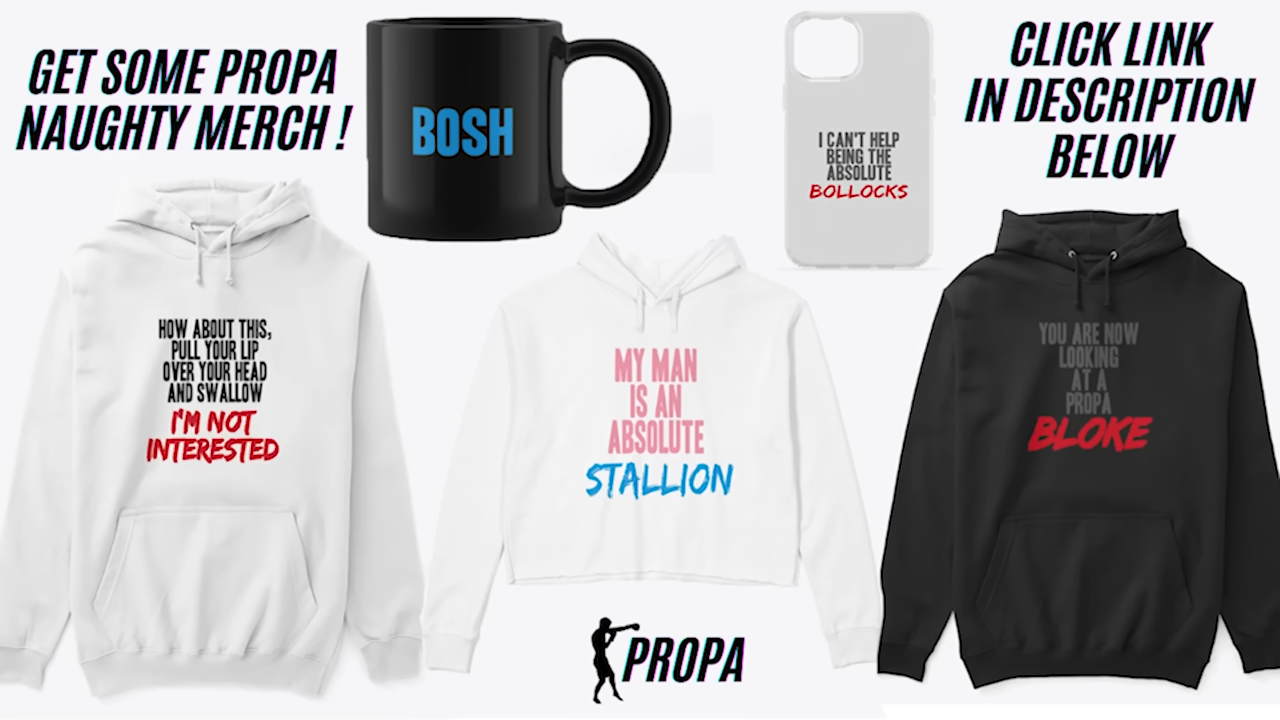 GET SOME PROPA
NAUGHTY MERCH !
BOSH
I CAN'T HELP
BEING THE
ABSOLUTE
BOLLOCKS
CLICK LINK
IN DESCRIPTION
BELOW
HOW ABOUT THIS,
PULL YOUR LIP
OVER YOUR HEAD
AND SWALLOW
I'M NOT
INTERESTED
MY MAN
IS AN
ABSOLUTE
STALLION
YOU ARE NOW
LOOKING
AT A
PROPA
BLOKE
PROPA